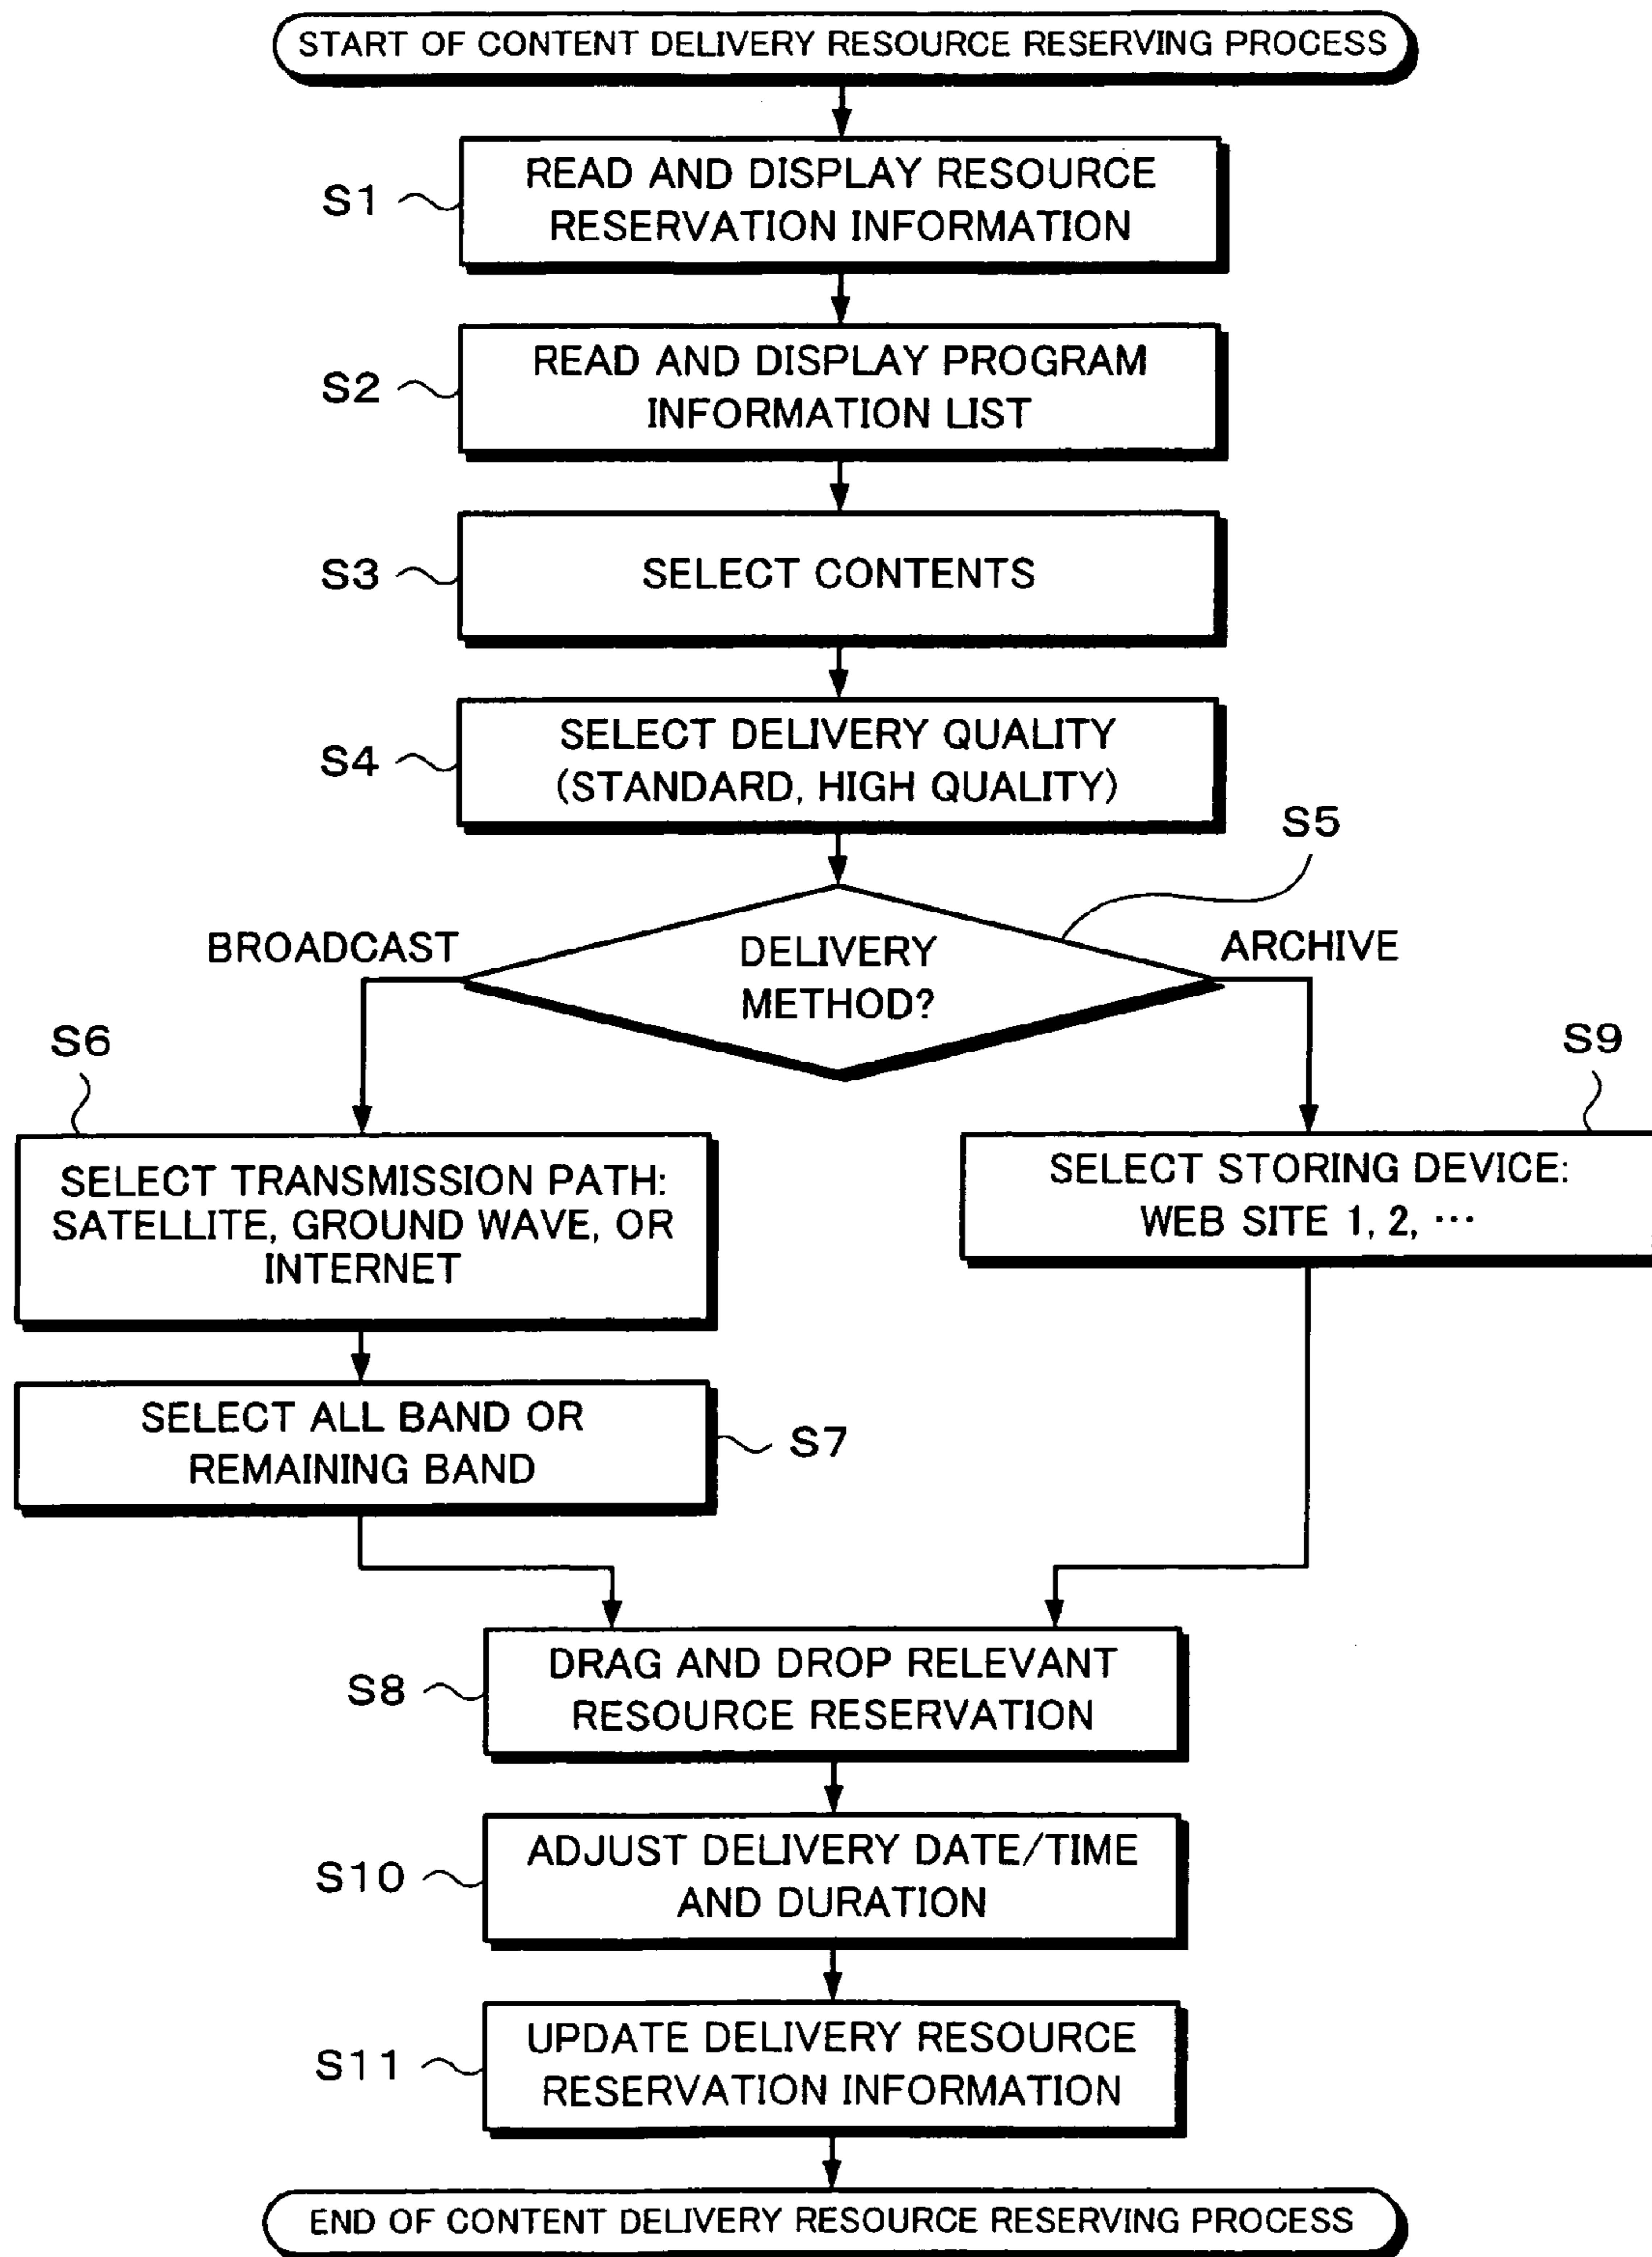 START OF CONTENT DELIVERY RESOURCE RESERVING PROCESS
S1
READ AND DISPLAY RESOURCE
RESERVATION INFORMATION
S2
READ AND DISPLAY PROGRAM
INFORMATION LIST
S3
SELECT CONTENTS
S4
SELECT DELIVERY QUALITY
(STANDARD, HIGH QUALITY)
S5
BROADCAST
DELIVERY
METHOD?
ARCHIVE
S6
SELECT TRANSMISSION PATH:
SATELLITE, GROUND WAVE, OR
INTERNET
S9
SELECT STORING DEVICE:
WEB SITE 1, 2, ···
SELECT ALL BAND OR
REMAINING BAND
S7
S8
DRAG AND DROP RELEVANT
RESOURCE RESERVATION
S10
ADJUST DELIVERY DATE/TIME
AND DURATION
S11
UPDATE DELIVERY RESOURCE
RESERVATION INFORMATION
END OF CONTENT DELIVERY RESOURCE RESERVING PROCESS